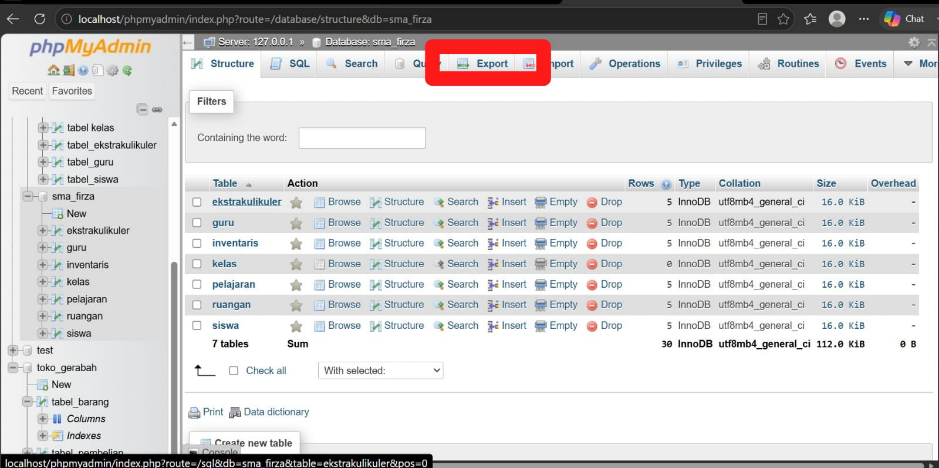 localhost/phpmyadmin/index.php?route=/database/structure&db=sma_firza
Chat
phpMyAdmin
Recent Favorites
tabel kelas
tabel_ekstrakulikuler
tabel_guru
tabel_siswa
sma_firza
New
ekstrakulikuler
guru
inventaris
kelas
pelajaran
ruangan
siswa
test
toko_gerabah
New
tabel_barang
Columns
Indexes
tabel_pembelian
Server: 127.0.0.1 » Database: sma_firza
Structure SQL Search Export Operations Privileges Routines Events
Filters
Containing the word:
Table Action Rows Type Collation Size Overhead
ekstrakulikuler Browse Structure Search Insert Empty Drop 5 InnoDB utf8mb4_general_ci 16.0 KiB -
guru Browse Structure Search Insert Empty Drop 5 InnoDB utf8mb4_general_ci 16.0 KiB -
inventaris Browse Structure Search Insert Empty Drop 5 InnoDB utf8mb4_general_ci 16.0 KiB -
kelas Browse Structure Search Insert Empty Drop 0 InnoDB utf8mb4_general_ci 16.0 KiB -
pelajaran Browse Structure Search Insert Empty Drop 5 InnoDB utf8mb4_general_ci 16.0 KiB -
ruangan Browse Structure Search Insert Empty Drop 5 InnoDB utf8mb4_general_ci 16.0 KiB -
siswa Browse Structure Search Insert Empty Drop 5 InnoDB utf8mb4_general_ci 16.0 KiB -
7 tables Sum 30 InnoDB utf8mb4_general_ci 112.0 KiB 0 B
Check all With selected:
Print Data dictionary
Create new table
Console
localhost/phpmyadmin/index.php?route=/sql&db=sma_firza&table=ekstrakulikuler&pos=0